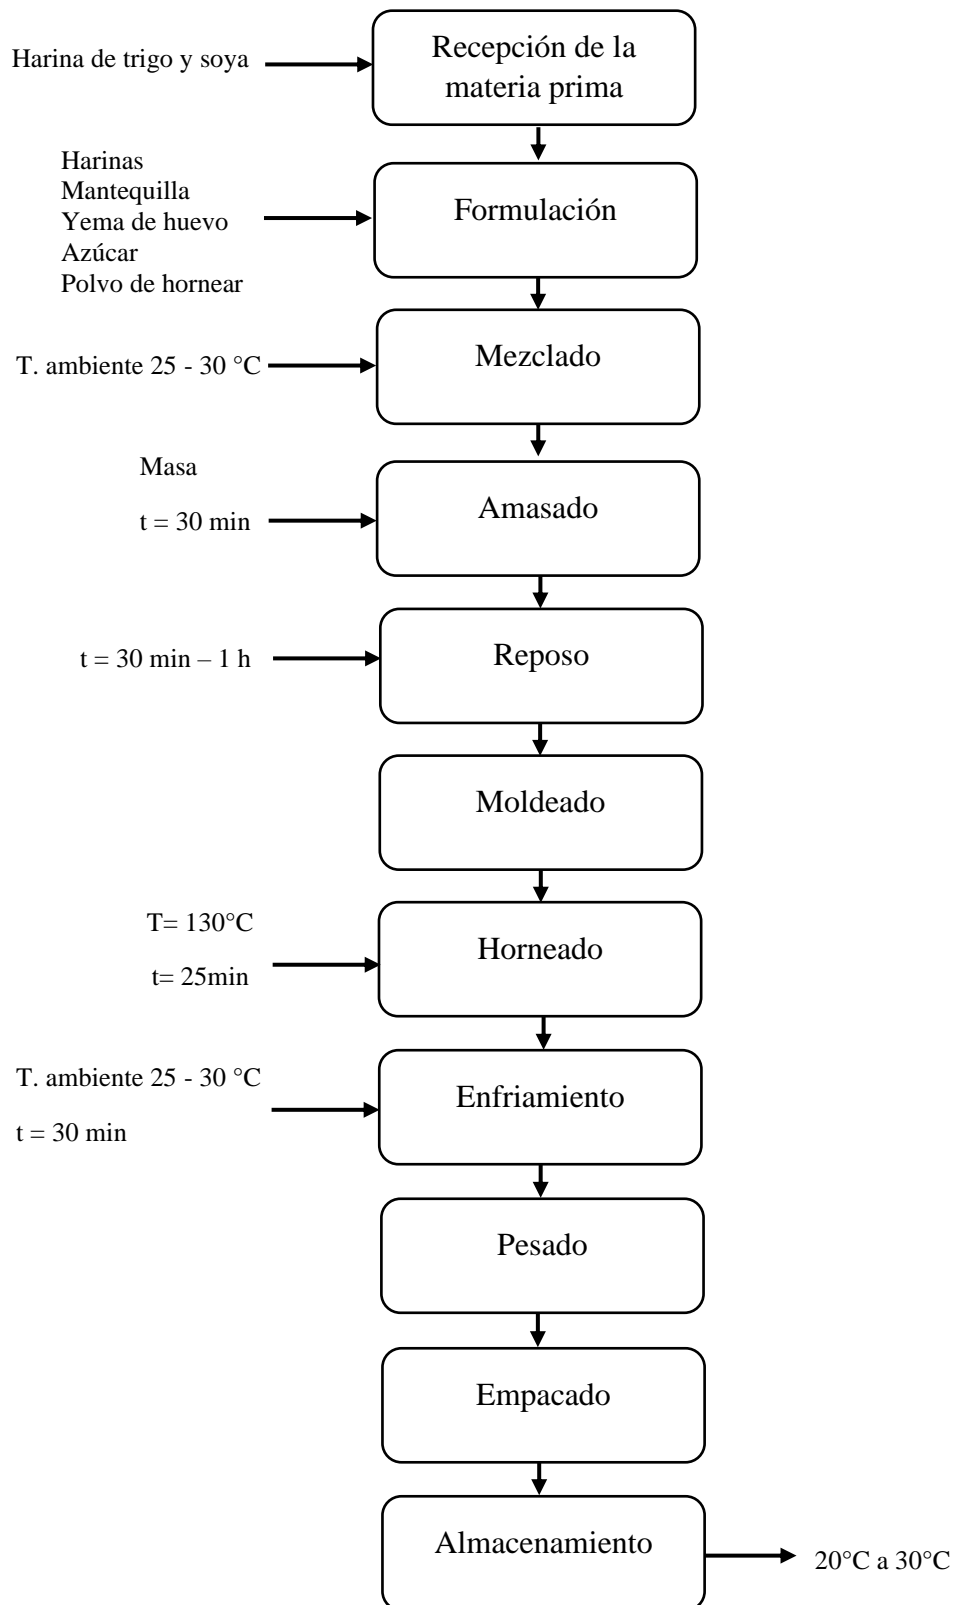 Harina de trigo y soya
Recepción de la
materia prima
Harinas
Mantequilla
Yema de huevo
Azúcar
Polvo de hornear
Formulación
T. ambiente 25 - 30 °C
Mezclado
Masa
t = 30 min
Amasado
t = 30 min – 1 h
Reposo
Moldeado
T= 130°C
t= 25min
Horneado
T. ambiente 25 - 30 °C
t = 30 min
Enfriamiento
Pesado
Empacado
Almacenamiento
20°C a 30°C